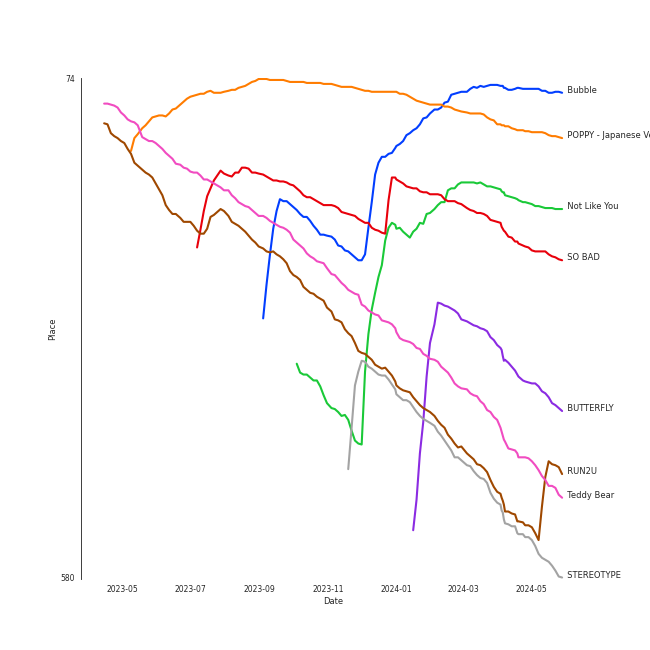 74
Bubble
POPPY - Japanese Ve
Not Like You
SO BAD
Place
BUTTERFLY
RUN2U
Teddy Bear
580
STEREOTYPE
2023-05 2023-07 2023-09 2023-11 2024-01 2024-03 2024-05
Date